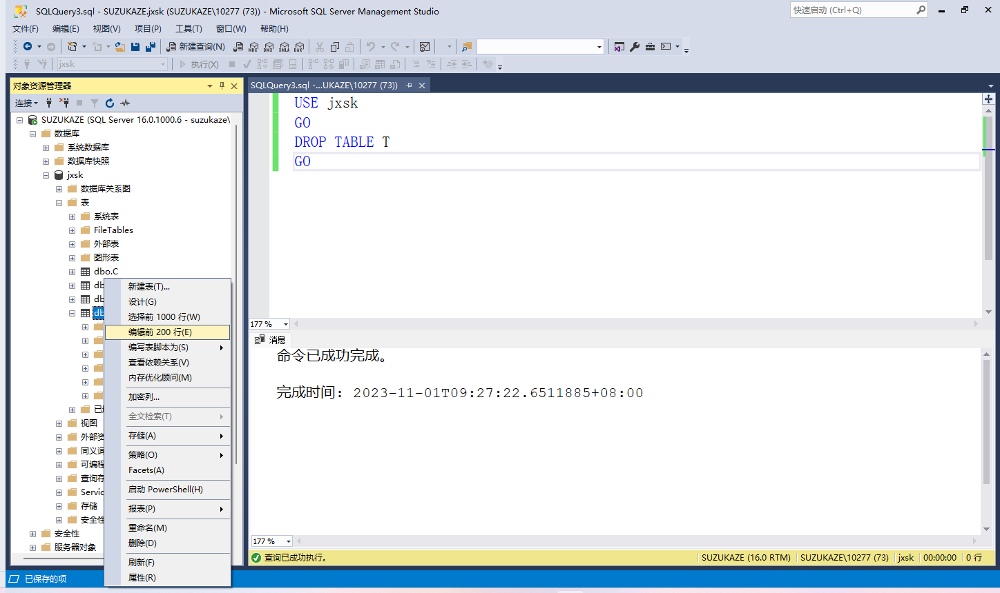 SQLQuery3.sql - SUZUKAZE.jxsk (SUZUKAZE\10277 (73)) - Microsoft SQL Server Management Studio
快速启动 (Ctrl+Q)
文件(F) 编辑(E) 视图(V) 项目(P) 工具(T) 窗口(W) 帮助(H)
新建查询(N) MDX DMX XMLA DAX
jxsk 执行(X)
对象资源管理器
连接
SUZUKAZE (SQL Server 16.0.1000.6 - suzukaze\
数据库
系统数据库
数据库快照
jxsk
数据库关系图
表
系统表
FileTables
外部表
图形表
dbo.C
db
db
db
已
视图
外部资
同义词
可编程
查询存
Servic
存储
安全性
安全性
服务器对象
新建表(T)...
设计(G)
选择前 1000 行(W)
编辑前 200 行(E)
编写表脚本为(S)
查看依赖关系(V)
内存优化顾问(M)
加密列...
全文检索(T)
存储(A)
策略(O)
Facets(A)
启动 PowerShell(H)
报表(P)
重命名(M)
删除(D)
刷新(F)
属性(R)
SQLQuery3.sql -...UKAZE\10277 (73))
USE jxsk
GO
DROP TABLE T
GO
177 %
消息
命令已成功完成。
完成时间: 2023-11-01T09:27:22.6511885+08:00
177 %
查询已成功执行。
SUZUKAZE (16.0 RTM) SUZUKAZE\10277 (73) jxsk 00:00:00 0 行
已保存的项